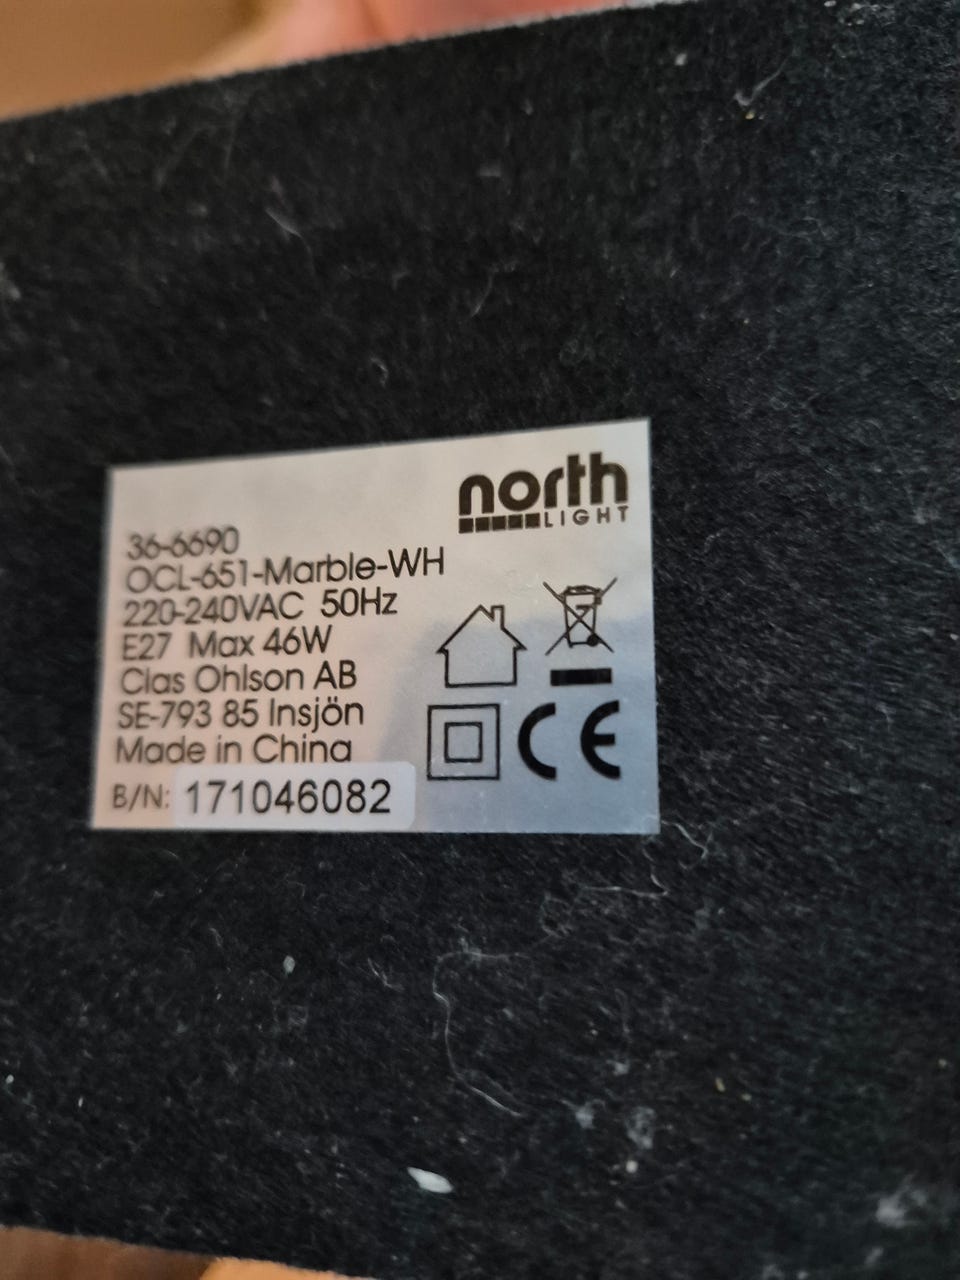 north
LIGHT
36-6690
OCL-651-Marble-WH
220-240VAC 50Hz
E27 Max 46W
Clas Ohlson AB
SE-793 85 Insjön
Made in China
B/N: 171046082
CE